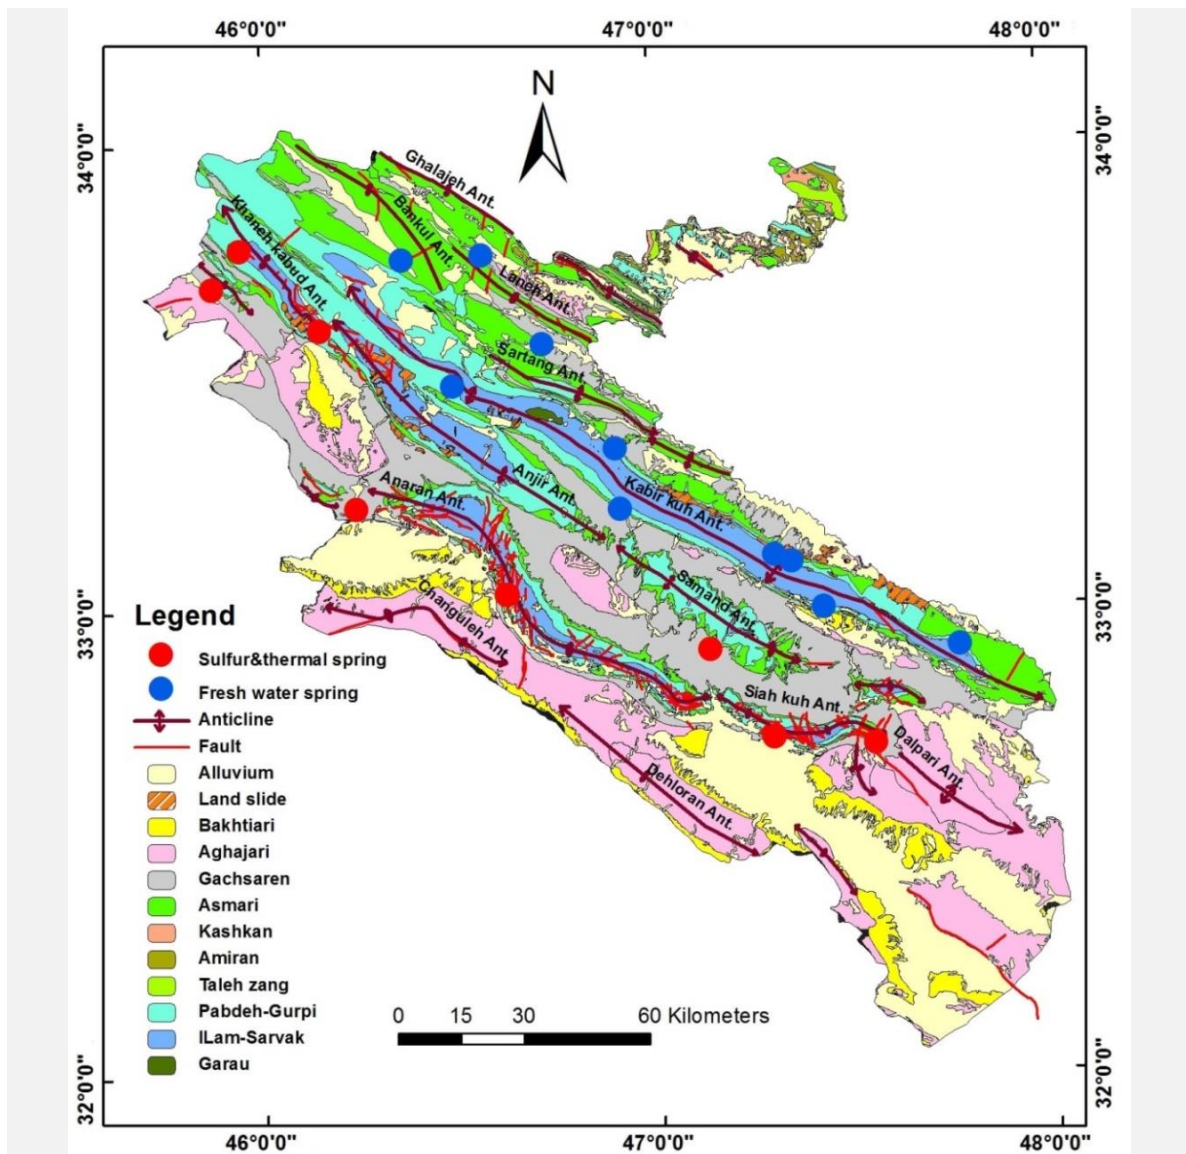 46°0'0"
47°0'0"
48°0'0"
34°0'0"
34°0'0"
N
Ghalajeh Ant.
Bankul Ant.
Khaneh kabud Ant.
Laneh Ant.
Sartang Ant.
Anjir Ant.
Anaran Ant.
Kabir kuh Ant.
Samand Ant.
Changuleh Ant.
Siah kuh Ant.
Dalpari Ant.
Dehloran Ant.
33°0'0"
33°0'0"
Legend
Sulfur&thermal spring
Fresh water spring
Anticline
Fault
Alluvium
Land slide
Bakhtiari
Aghajari
Gachsaren
Asmari
Kashkan
Amiran
Taleh zang
Pabdeh-Gurpi
ILam-Sarvak
Garau
0 15 30 60 Kilometers
32°0'0"
32°0'0"
46°0'0"
47°0'0"
48°0'0"